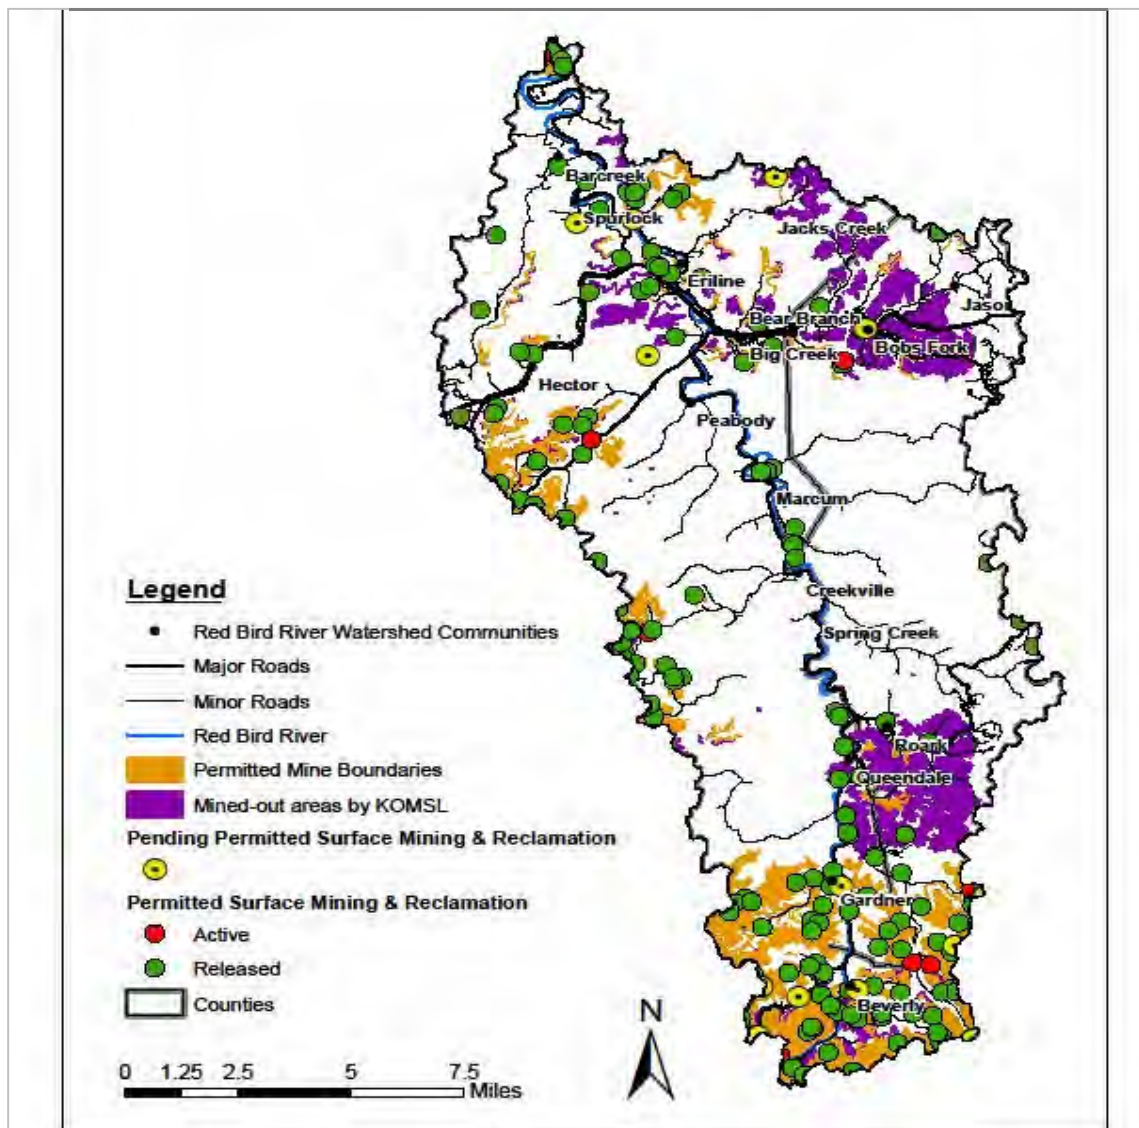 Barcreek
Spurlock
Jacks Creek
Eriline
Jason
Bear Branch
Bobs Fork
Big Creek
Hector
Peabody
Marcum
Legend
Creekville
Red Bird River Watershed Communities
Spring Creek
Major Roads
Minor Roads
Red Bird River
Roark
Permitted Mine Boundaries
Queendale
Mined-out areas by KOMSL
Pending Permitted Surface Mining & Reclamation
Permitted Surface Mining & Reclamation
Gardner
Active
Released
Counties
Beverly
N
0 1.25 2.5 5 7.5
Miles